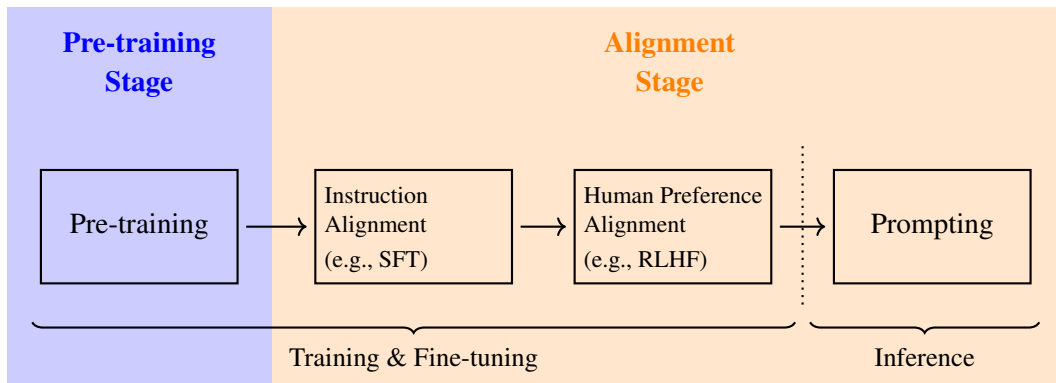 Pre-training
Stage
Alignment
Stage
Pre-training
Instruction
Alignment
(e.g., SFT)
Human Preference
Alignment
(e.g., RLHF)
Prompting
Training & Fine-tuning
Inference